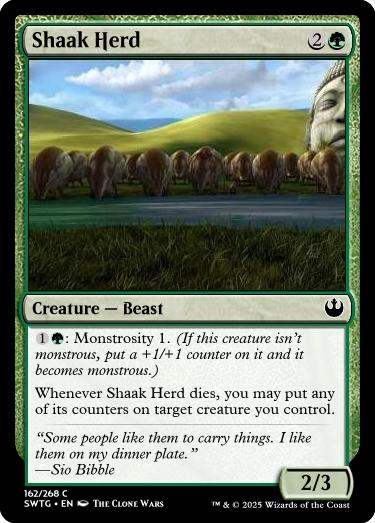 Shaak Herd 2
Creature — Beast
1 : Monstrosity 1. (If this creature isn't
monstrous, put a +1/+1 counter on it and it
becomes monstrous.)
Whenever Shaak Herd dies, you may put any
of its counters on target creature you control.
“Some people like them to carry things. I like
them on my dinner plate.”
—Sio Bibble
2/3
162/268 C
SWTG • EN The Clone Wars ™ & © 2025 Wizards of the Coast